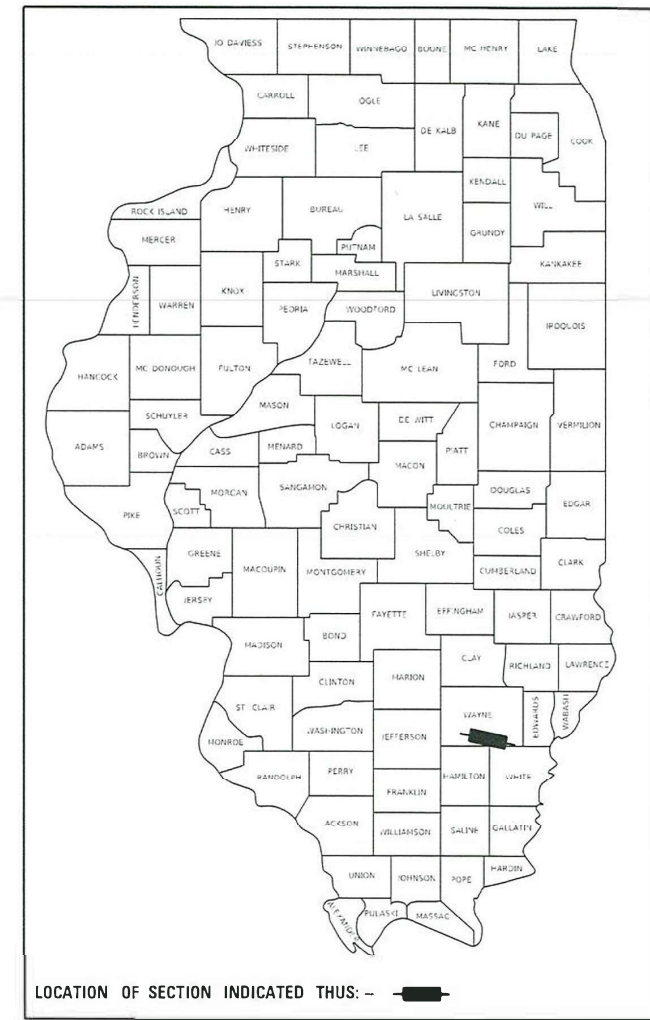 JO DAVIESS STEPHENSON WINNEBAGO BOONE MC HENRY LAKE
CARROLL OGLE DE KALB KANE DU PAGE COOK
WHITESIDE LEE
KENDALL WILL
ROCK ISLAND HENRY BUREAU LA SALLE GRUNDY
MERCER PUTNAM
STARK MARSHALL KANKAKEE
HENDERSON WARREN KNOX PEORIA WOODFORD LIVINGSTON IROQUOIS
HANCOCK MC DONOUGH FULTON TAZEWELL MC LEAN FORD
SCHUYLER MASON LOGAN DE WITT CHAMPAIGN VERMILION
ADAMS BROWN CASS MENARD MACON PIATT
PIKE SCOTT MORGAN SANGAMON MOULTRIE DOUGLAS EDGAR
CHRISTIAN COLES
CALHOUN GREENE MACOUPIN MONTGOMERY SHELBY CUMBERLAND CLARK
JERSEY FAYETTE EFFINGHAM JASPER CRAWFORD
MADISON BOND
CLAY RICHLAND LAWRENCE
CLINTON MARION
ST CLAIR WAYNE EDWARDS WABASH
MONROE WASHINGTON JEFFERSON
RANDOLPH PERRY HAMILTON WHITE
FRANKLIN
ACKSON WILLIAMSON SALINE GALLATIN
UNION JOHNSON POPE HARDIN
ALEXANDER PULASKI MASSAC
LOCATION OF SECTION INDICATED THUS: -